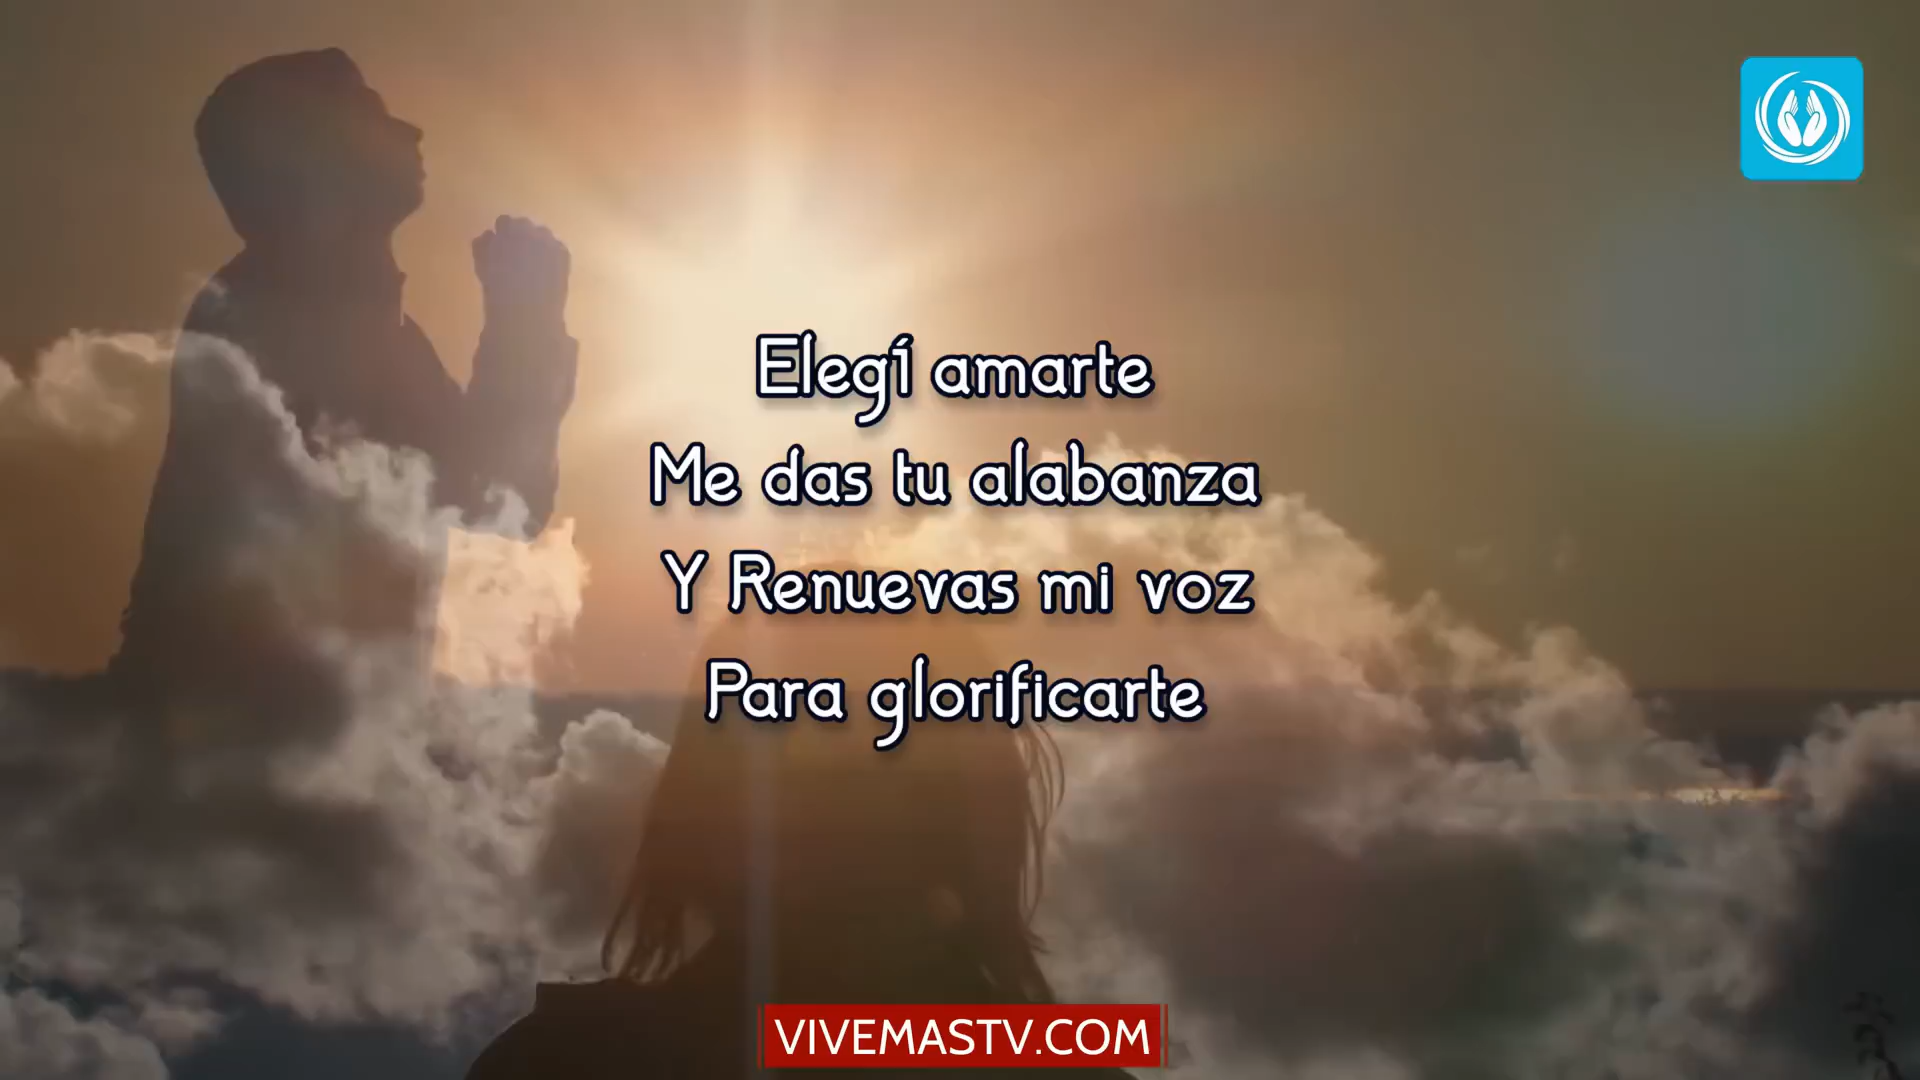 Elegí amarte
Me das tu alabanza
Y Renuevas mi voz
Para glorificarte
VIVEMASTV.COM